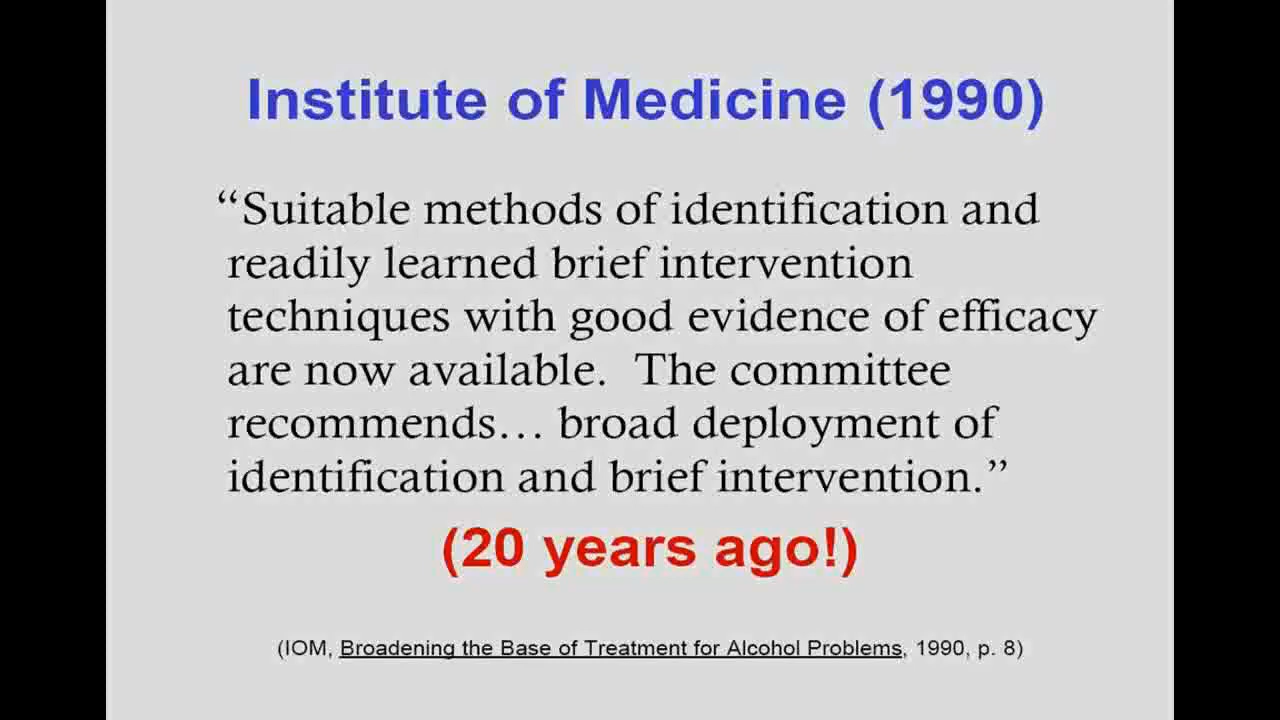 Institute of Medicine (1990)
“Suitable methods of identification and
readily learned brief intervention
techniques with good evidence of efficacy
are now available.  The committee
recommends… broad deployment of
identification and brief intervention.”
(20 years ago!)
(IOM, Broadening the Base of Treatment for Alcohol Problems, 1990, p. 8)